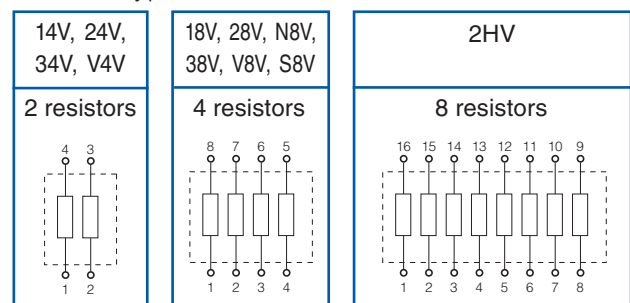 14V, 24V,
34V, V4V
2 resistors
4 3
1 2
18V, 28V, N8V,
38V, V8V, S8V
4 resistors
8 7 6 5
1 2 3 4
2HV
8 resistors
16 15 14 13 12 11 10 9
1 2 3 4 5 6 7 8